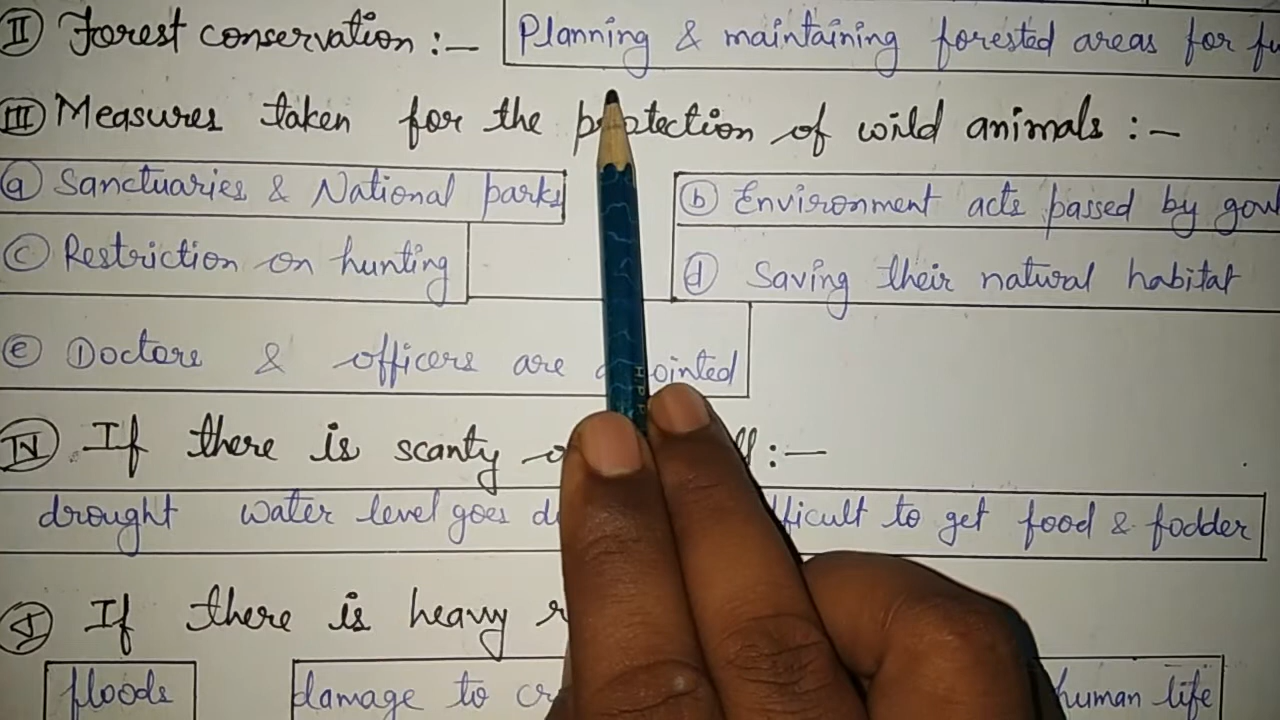 II Forest conservation :- Planning & maintaining forested areas for
III Measures taken for the protection of wild animals :-
a Sanctuaries & National parks b Environment acts passed by govt
c Restriction on hunting d Saving their natural habitat
e Doctors & officers are appointed
IV If there is scanty :-
drought water level goes difficult to get food & fodder
V If there is heavy
floods damage to human life